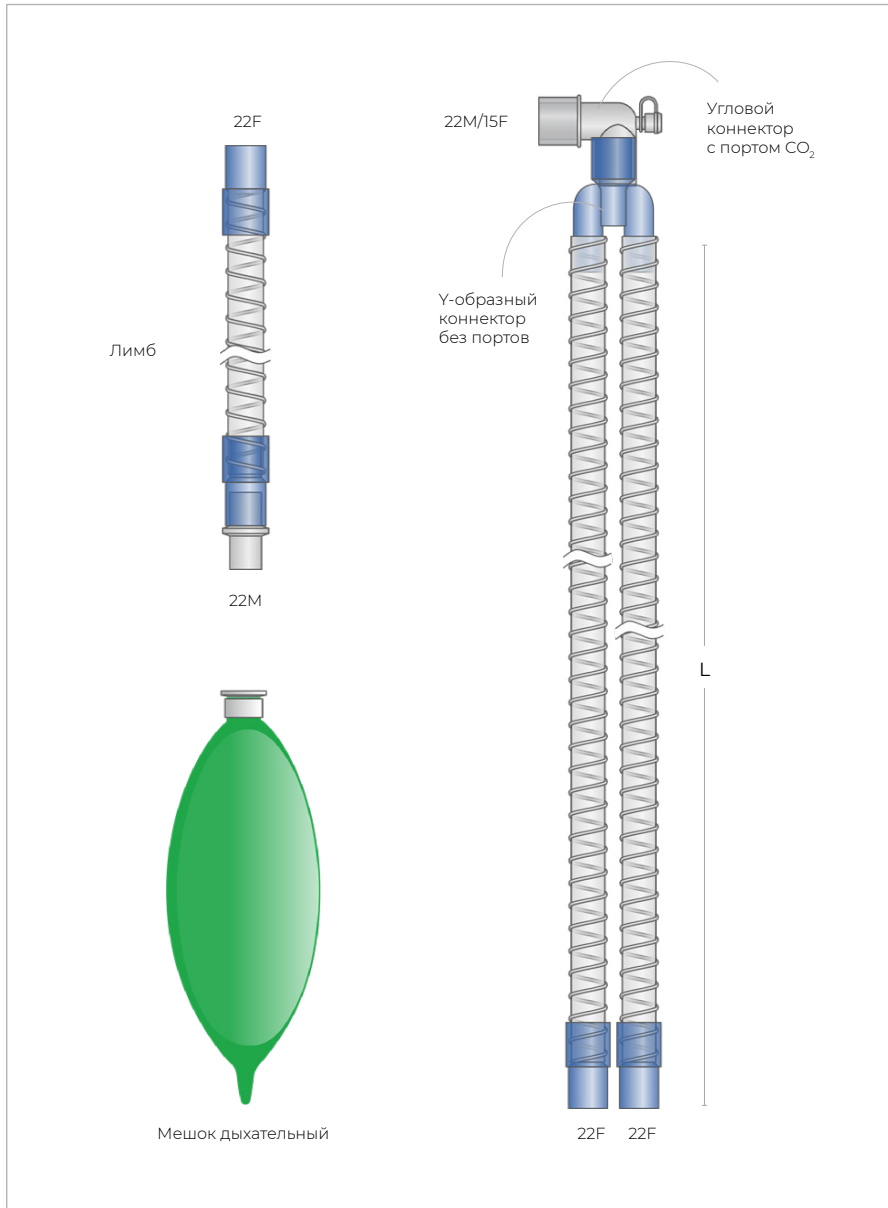 22F
22M/15F
Угловой
коннектор
с портом CO₂
Y-образный
коннектор
без портов
Лимб
22M
L
Мешок дыхательный
22F 22F